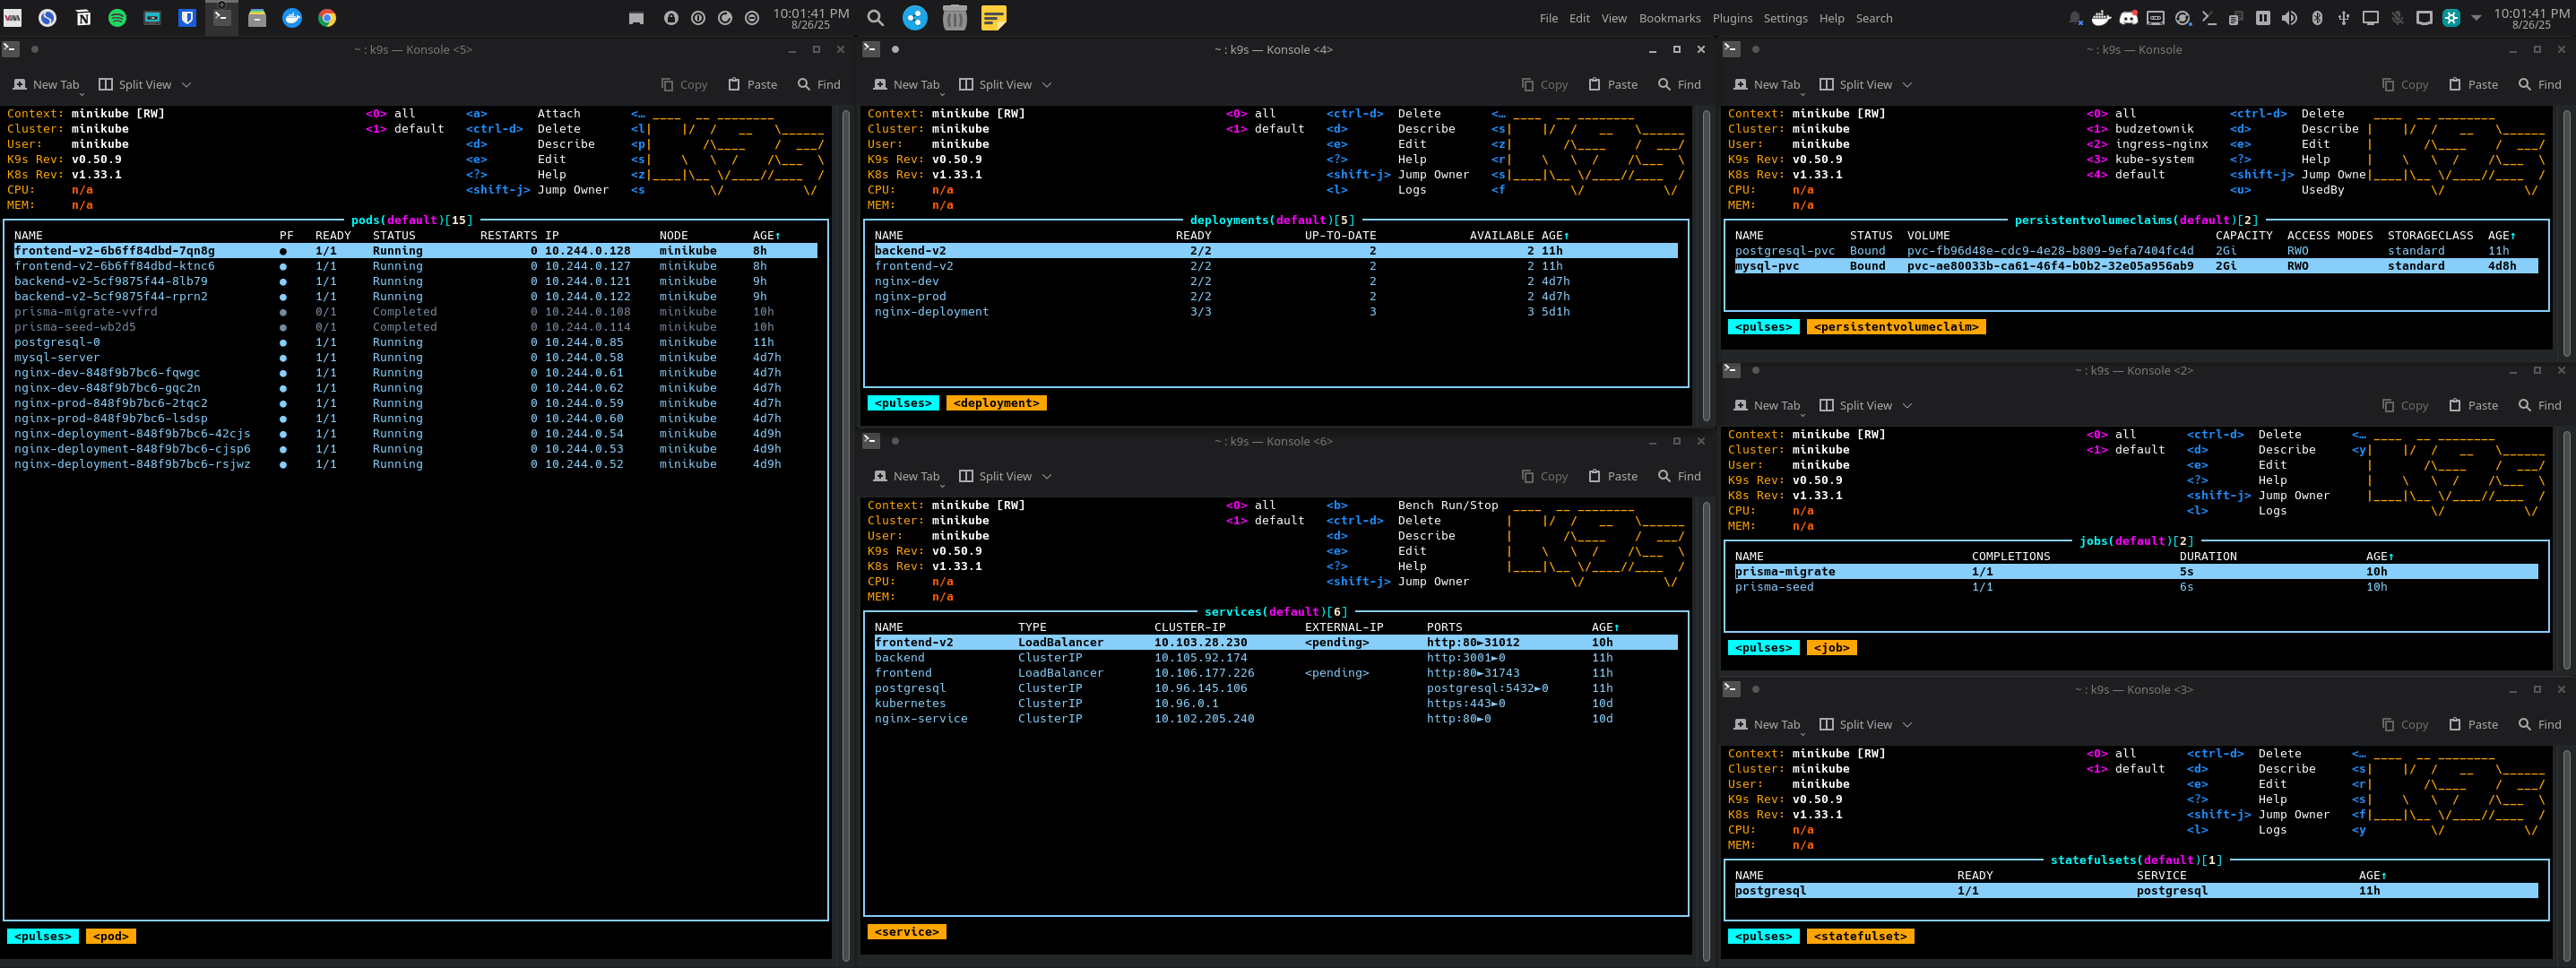 10:01:41 PM
8/26/25
File Edit View Bookmarks Plugins Settings Help Search
10:01:41 PM
8/26/25
~ : k9s — Konsole <5>
New Tab Split View Copy Paste Find
Context: minikube [RW] <0> all <a> Attach <…
Cluster: minikube <1> default <ctrl-d> Delete <l
User: minikube <d> Describe <p
K9s Rev: v0.50.9 <e> Edit <s
K8s Rev: v1.33.1 <?> Help <z
CPU: n/a <shift-j> Jump Owner <s
MEM: n/a
pods(default)[15]
NAME PF READY STATUS RESTARTS IP NODE AGE↑
frontend-v2-6b6ff84dbd-7qn8g ● 1/1 Running 0 10.244.0.128 minikube 8h
frontend-v2-6b6ff84dbd-ktnc6 ● 1/1 Running 0 10.244.0.127 minikube 8h
backend-v2-5cf9875f44-8lb79 ● 1/1 Running 0 10.244.0.121 minikube 9h
backend-v2-5cf9875f44-rprn2 ● 1/1 Running 0 10.244.0.122 minikube 9h
prisma-migrate-vvfrd ● 0/1 Completed 0 10.244.0.108 minikube 10h
prisma-seed-wb2d5 ● 0/1 Completed 0 10.244.0.114 minikube 10h
postgresql-0 ● 1/1 Running 0 10.244.0.85 minikube 11h
mysql-server ● 1/1 Running 0 10.244.0.58 minikube 4d7h
nginx-dev-848f9b7bc6-fqwgc ● 1/1 Running 0 10.244.0.61 minikube 4d7h
nginx-dev-848f9b7bc6-gqc2n ● 1/1 Running 0 10.244.0.62 minikube 4d7h
nginx-prod-848f9b7bc6-2tqc2 ● 1/1 Running 0 10.244.0.59 minikube 4d7h
nginx-prod-848f9b7bc6-lsdsp ● 1/1 Running 0 10.244.0.60 minikube 4d7h
nginx-deployment-848f9b7bc6-42cjs ● 1/1 Running 0 10.244.0.54 minikube 4d9h
nginx-deployment-848f9b7bc6-cjsp6 ● 1/1 Running 0 10.244.0.53 minikube 4d9h
nginx-deployment-848f9b7bc6-rsjwz ● 1/1 Running 0 10.244.0.52 minikube 4d9h
<pulses> <pod>
~ : k9s — Konsole <4>
New Tab Split View Copy Paste Find
Context: minikube [RW] <0> all <ctrl-d> Delete <…
Cluster: minikube <1> default <d> Describe <s
User: minikube <e> Edit <z
K9s Rev: v0.50.9 <?> Help <r
K8s Rev: v1.33.1 <shift-j> Jump Owner <s
CPU: n/a <l> Logs <f
MEM: n/a
deployments(default)[5]
NAME READY UP-TO-DATE AVAILABLE AGE↑
backend-v2 2/2 2 2 11h
frontend-v2 2/2 2 2 11h
nginx-dev 2/2 2 2 4d7h
nginx-prod 2/2 2 2 4d7h
nginx-deployment 3/3 3 3 5d1h
<pulses> <deployment>
~ : k9s — Konsole <6>
New Tab Split View Copy Paste Find
Context: minikube [RW] <0> all <b> Bench Run/Stop
Cluster: minikube <1> default <ctrl-d> Delete
User: minikube <d> Describe
K9s Rev: v0.50.9 <e> Edit
K8s Rev: v1.33.1 <?> Help
CPU: n/a <shift-j> Jump Owner
MEM: n/a
services(default)[6]
NAME TYPE CLUSTER-IP EXTERNAL-IP PORTS AGE↑
frontend-v2 LoadBalancer 10.103.28.230 <pending> http:80►31012 10h
backend ClusterIP 10.105.92.174 http:3001►0 11h
frontend LoadBalancer 10.106.177.226 <pending> http:80►31743 11h
postgresql ClusterIP 10.96.145.106 postgresql:5432►0 11h
kubernetes ClusterIP 10.96.0.1 https:443►0 10d
nginx-service ClusterIP 10.102.205.240 http:80►0 10d
<service>
~ : k9s — Konsole
New Tab Split View Copy Paste Find
Context: minikube [RW] <0> all <ctrl-d> Delete
Cluster: minikube <1> budzetownik <d> Describe
User: minikube <2> ingress-nginx <e> Edit
K9s Rev: v0.50.9 <3> kube-system <?> Help
K8s Rev: v1.33.1 <4> default <shift-j> Jump Owne
CPU: n/a <u> UsedBy
MEM: n/a
persistentvolumeclaims(default)[2]
NAME STATUS VOLUME CAPACITY ACCESS MODES STORAGECLASS AGE↑
postgresql-pvc Bound pvc-fb96d48e-cdc9-4e28-b809-9efa7404fc4d 2Gi RWO standard 11h
mysql-pvc Bound pvc-ae80033b-ca61-46f4-b0b2-32e05a956ab9 2Gi RWO standard 4d8h
<pulses> <persistentvolumeclaim>
~ : k9s — Konsole <2>
New Tab Split View Copy Paste Find
Context: minikube [RW] <0> all <ctrl-d> Delete <…
Cluster: minikube <1> default <d> Describe <y
User: minikube <e> Edit
K9s Rev: v0.50.9 <?> Help
K8s Rev: v1.33.1 <shift-j> Jump Owner
CPU: n/a <l> Logs
MEM: n/a
jobs(default)[2]
NAME COMPLETIONS DURATION AGE↑
prisma-migrate 1/1 5s 10h
prisma-seed 1/1 6s 10h
<pulses> <job>
~ : k9s — Konsole <3>
New Tab Split View Copy Paste Find
Context: minikube [RW] <0> all <ctrl-d> Delete <…
Cluster: minikube <1> default <d> Describe <s
User: minikube <e> Edit <r
K9s Rev: v0.50.9 <?> Help <s
K8s Rev: v1.33.1 <shift-j> Jump Owner <f
CPU: n/a <l> Logs <y
MEM: n/a
statefulsets(default)[1]
NAME READY SERVICE AGE↑
postgresql 1/1 postgresql 11h
<pulses> <statefulset>